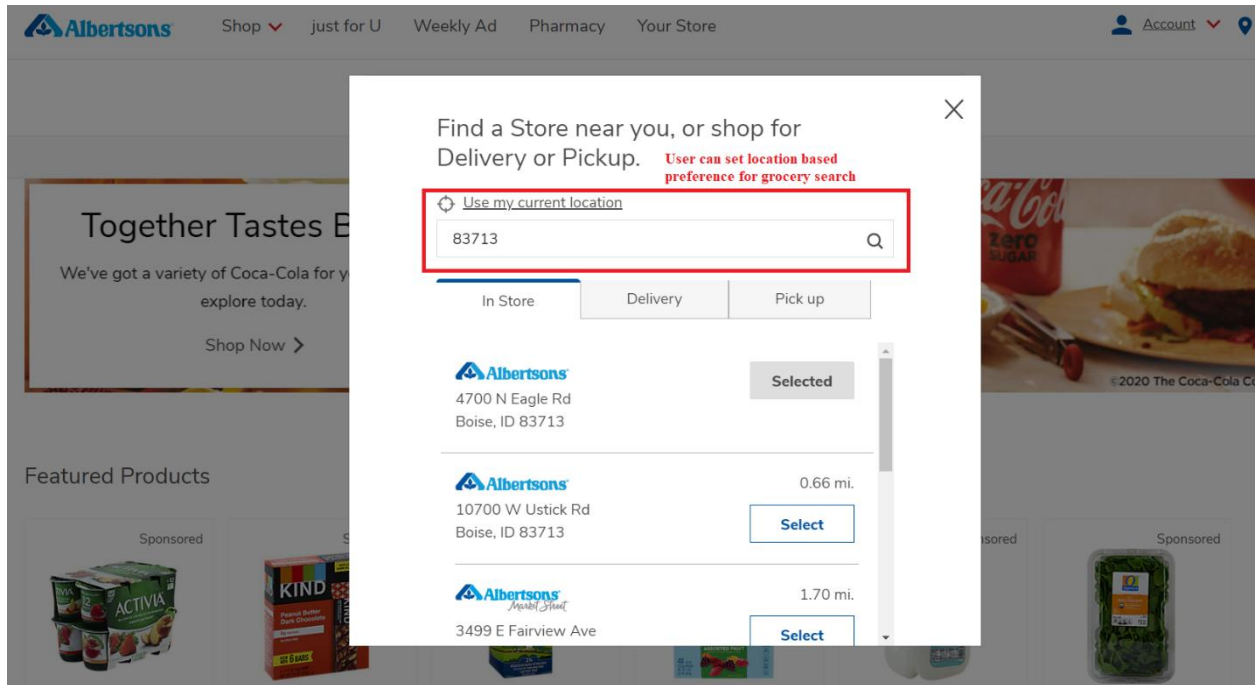 Albertsons
Shop
just for U
Weekly Ad
Pharmacy
Your Store
Account
Find a Store near you, or shop for
Delivery or Pickup.
User can set location based
preference for grocery search
Use my current location
83713
In Store
Delivery
Pick up
Albertsons
Selected
4700 N Eagle Rd
Boise, ID 83713
Albertsons
0.66 mi.
10700 W Ustick Rd
Select
Boise, ID 83713
Albertsons
Market Street
1.70 mi.
3499 E Fairview Ave
Select
Together Tastes B
We've got a variety of Coca-Cola for y
explore today.
Shop Now
Coca-Col
zero
SUGAR
©2020 The Coca-Cola Co
Featured Products
Sponsored
S
nsored
Sponsored
ACTIVIA
KIND
Peanut Butter
Dark Chocolate
6 BARS
ASSORTED FRUIT
O